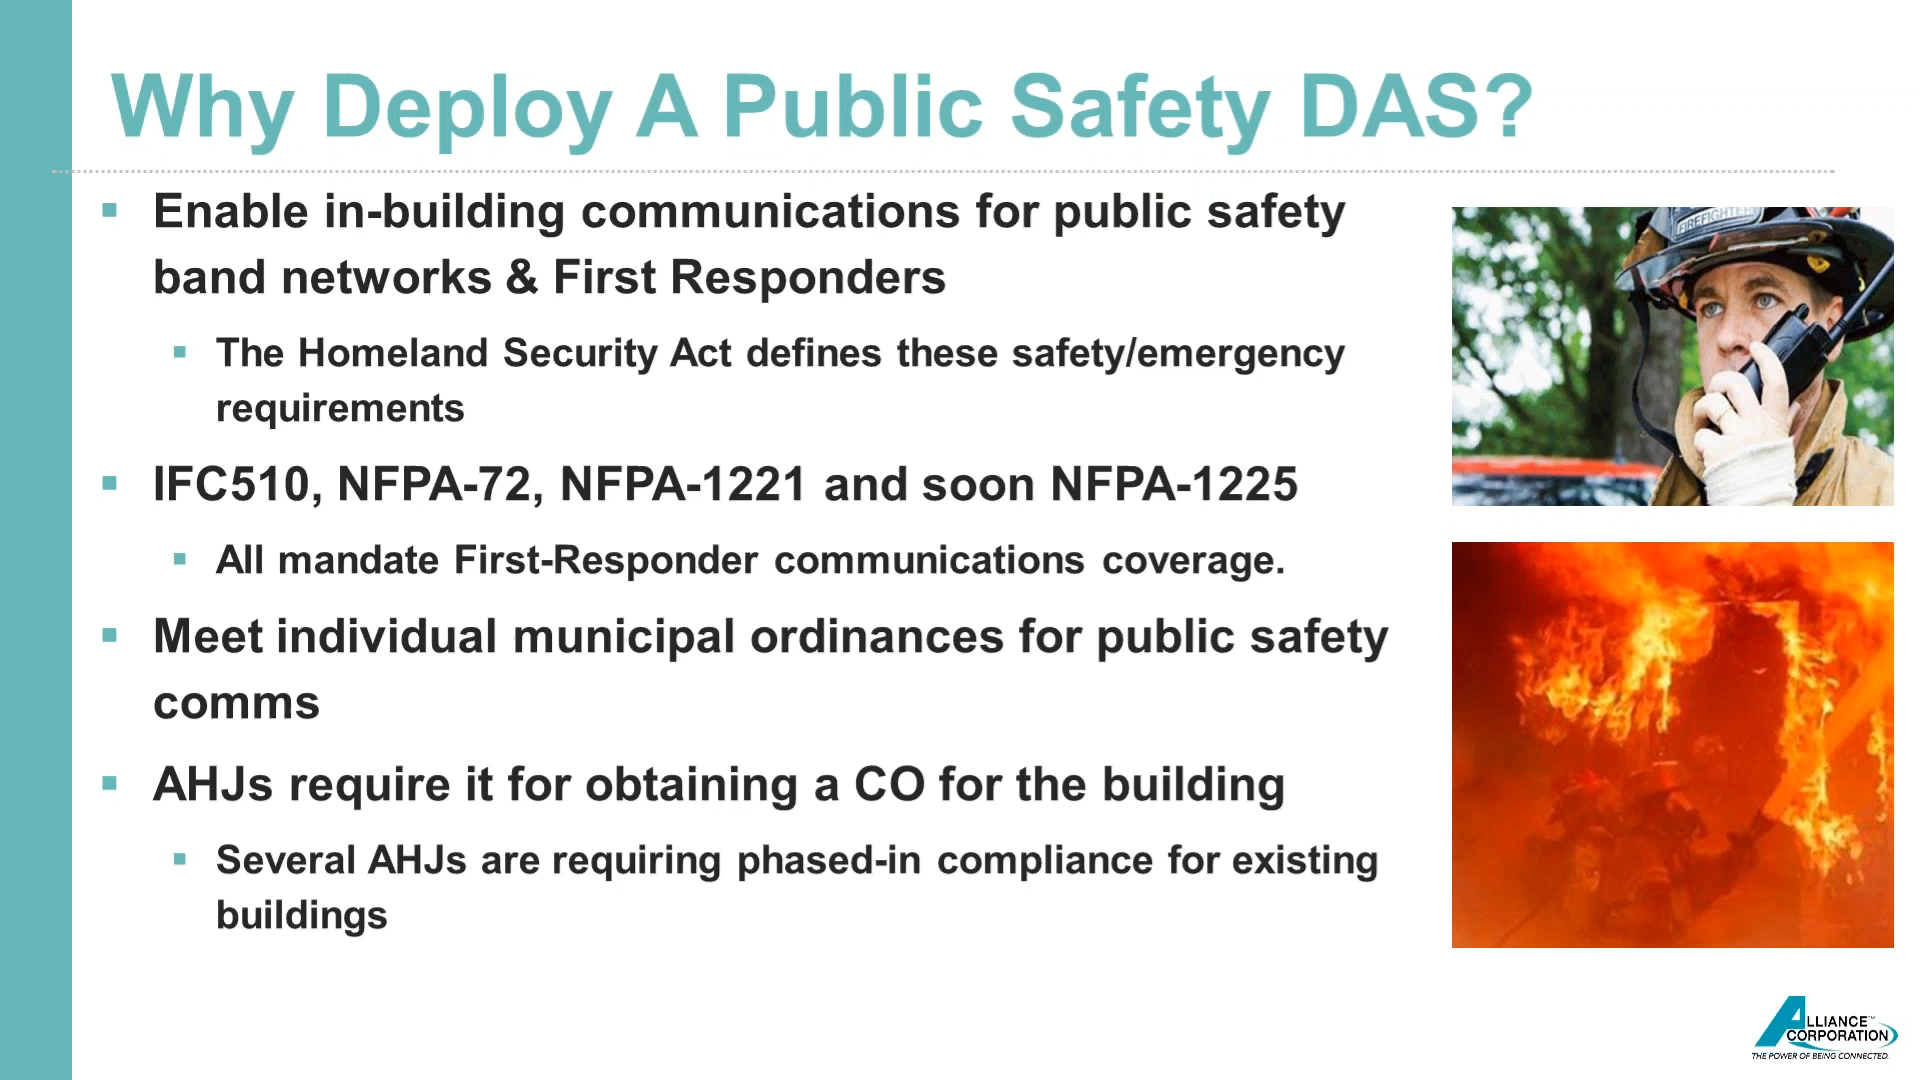 Why Deploy A Public Safety DAS?
Enable in-building communications for public safety
band networks & First Responders
The Homeland Security Act defines these safety/emergency
requirements
IFC510, NFPA-72, NFPA-1221 and soon NFPA-1225
All mandate First-Responder communications coverage.
Meet individual municipal ordinances for public safety
comms
AHJs require it for obtaining a CO for the building
Several AHJs are requiring phased-in compliance for existing
buildings
FIREFIGHTER
ALLIANCE™
CORPORATION
THE POWER OF BEING CONNECTED.